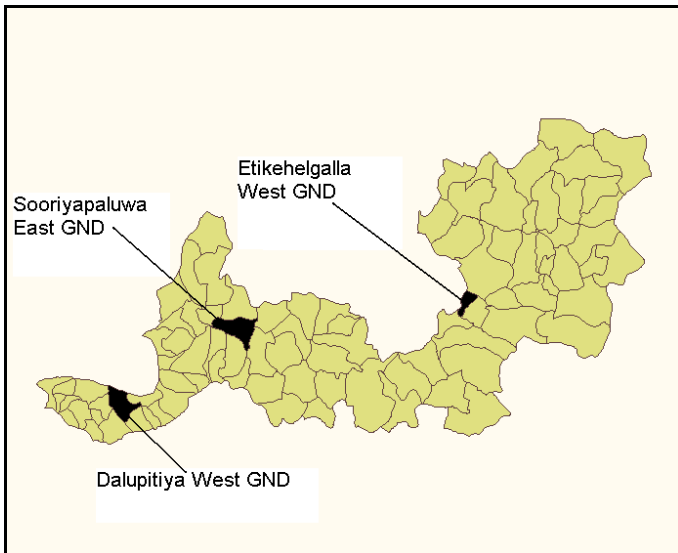 Etikehelgalla
West GND
Sooriyapaluwa
East GND
Dalupitiya West GND